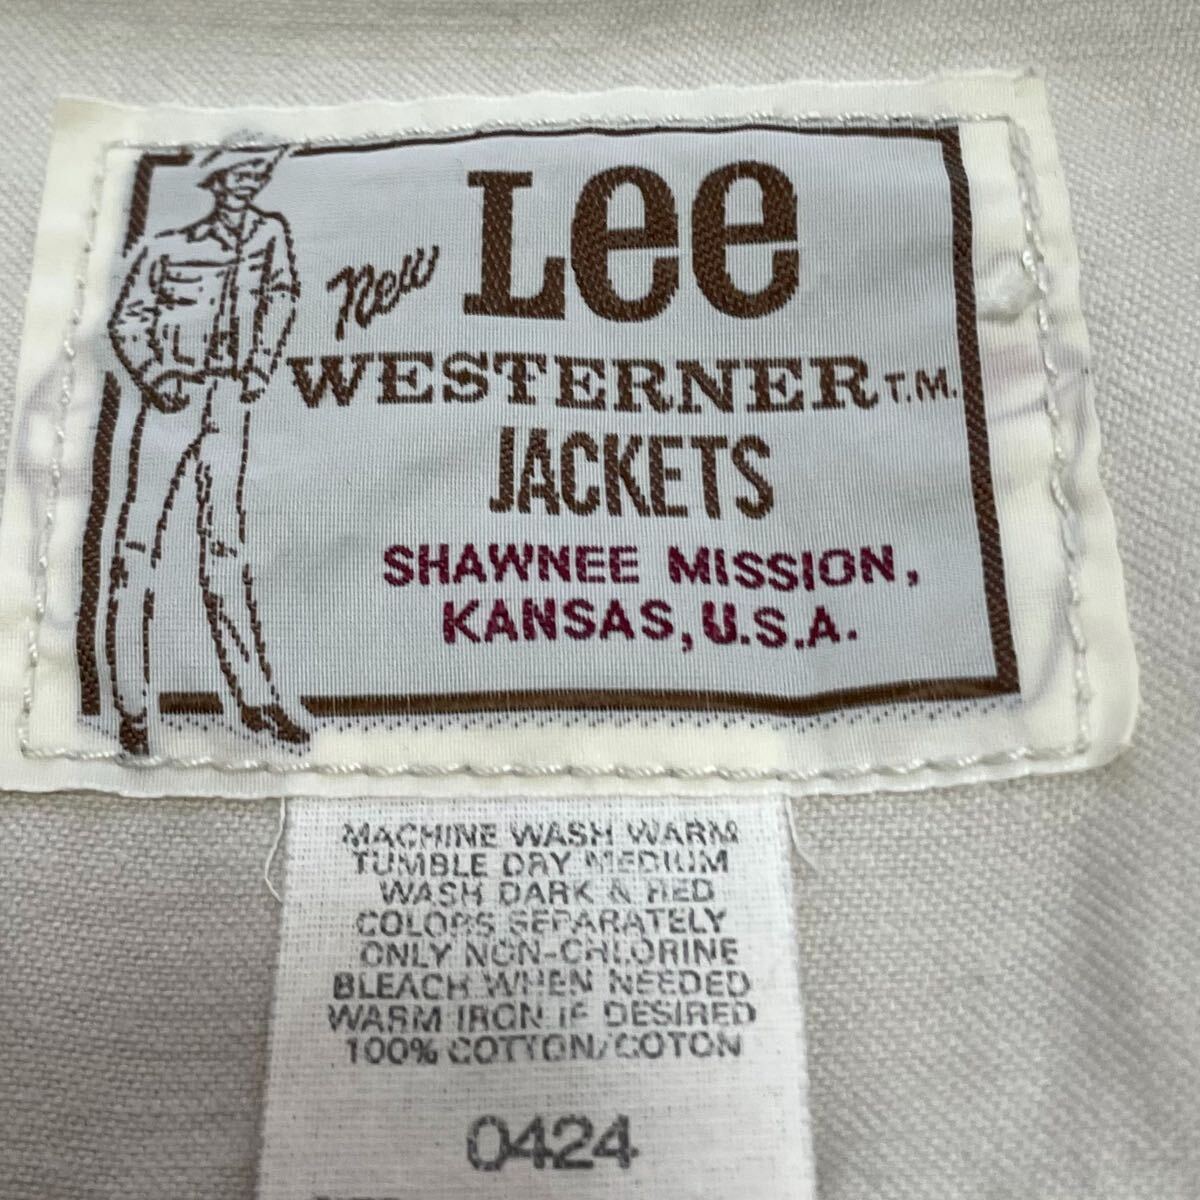 new Lee
WESTERNER T.M.
JACKETS
SHAWNEE MISSION,
KANSAS, U.S.A.
MACHINE WASH WARM
TUMBLE DRY MEDIUM
WASH DARK & RED
COLORS SEPARATELY
ONLY NON-CHLORINE
BLEACH WHEN NEEDED
WARM IRON IF DESIRED
100% COTTON/COTON
0424